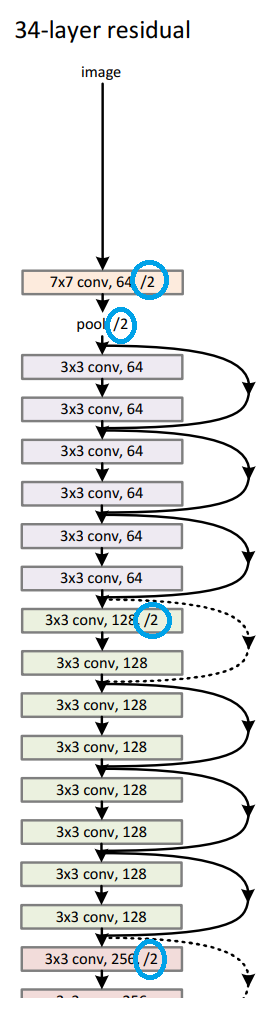 34-layer residual
image
7x7 conv, 64, /2
pool, /2
3x3 conv, 64
3x3 conv, 64
3x3 conv, 64
3x3 conv, 64
3x3 conv, 64
3x3 conv, 64
3x3 conv, 128, /2
3x3 conv, 128
3x3 conv, 128
3x3 conv, 128
3x3 conv, 128
3x3 conv, 128
3x3 conv, 128
3x3 conv, 128
3x3 conv, 256, /2